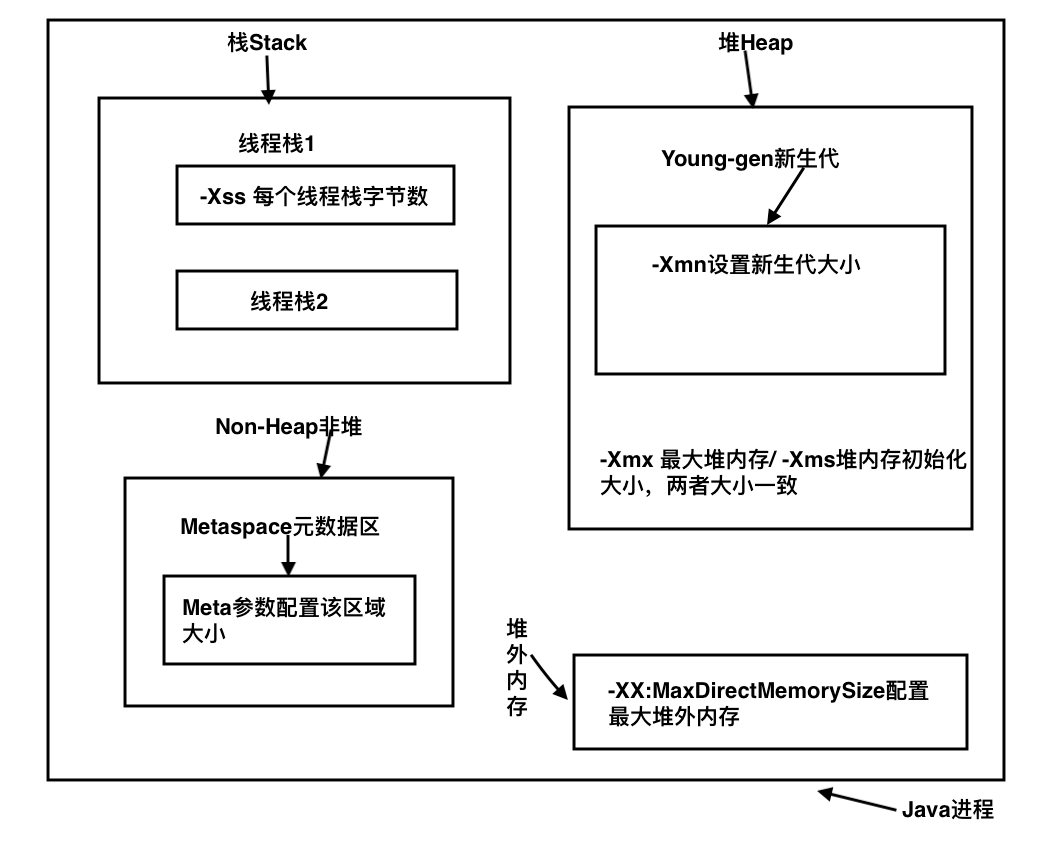 栈Stack
线程栈1
-Xss 每个线程栈字节数
线程栈2
堆Heap
Young-gen新生代
-Xmn设置新生代大小
-Xmx 最大堆内存/ -Xms堆内存初始化
大小，两者大小一致
Non-Heap非堆
Metaspace元数据区
Meta参数配置该区域
大小
堆外内存
-XX:MaxDirectMemorySize配置
最大堆外内存
Java进程